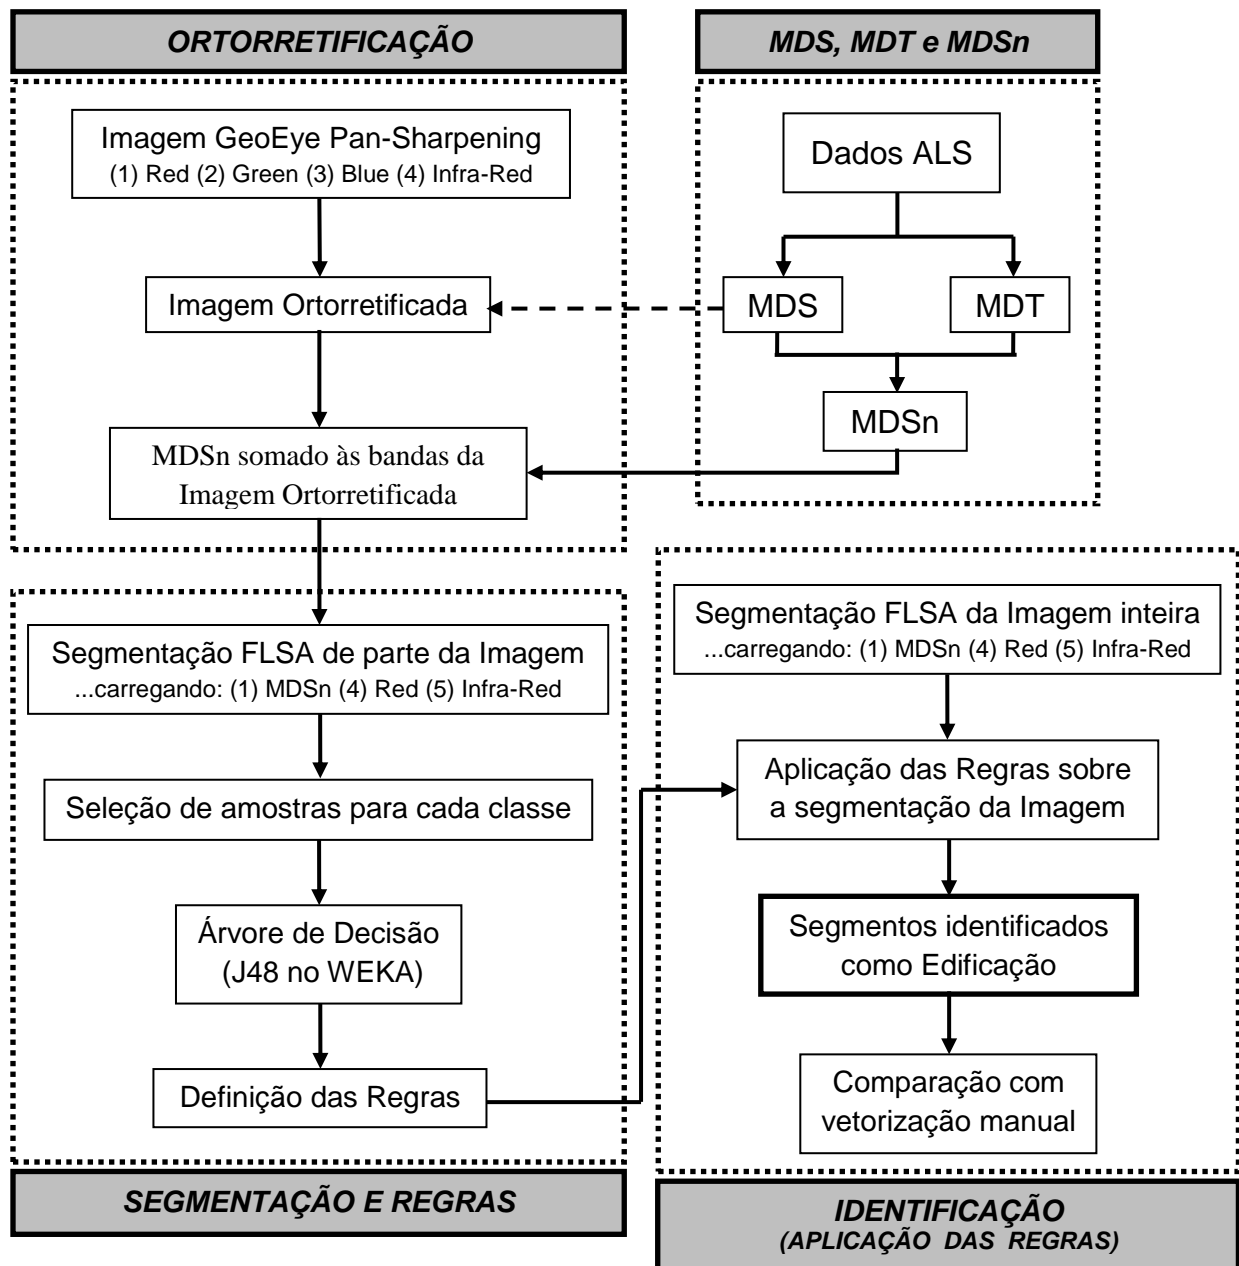 ORTORRETIFICAÇÃO
Imagem GeoEye Pan-Sharpening
(1) Red (2) Green (3) Blue (4) Infra-Red
Imagem Ortorretificada
MDSn somado às bandas da
Imagem Ortorretificada
MDS, MDT e MDSn
Dados ALS
MDS
MDT
MDSn
Segmentação FLSA de parte da Imagem
...carregando: (1) MDSn (4) Red (5) Infra-Red
Seleção de amostras para cada classe
Árvore de Decisão
(J48 no WEKA)
Definição das Regras
SEGMENTAÇÃO E REGRAS
Segmentação FLSA da Imagem inteira
...carregando: (1) MDSn (4) Red (5) Infra-Red
Aplicação das Regras sobre
a segmentação da Imagem
Segmentos identificados
como Edificação
Comparação com
vetorização manual
IDENTIFICAÇÃO
(APLICAÇÃO DAS REGRAS)